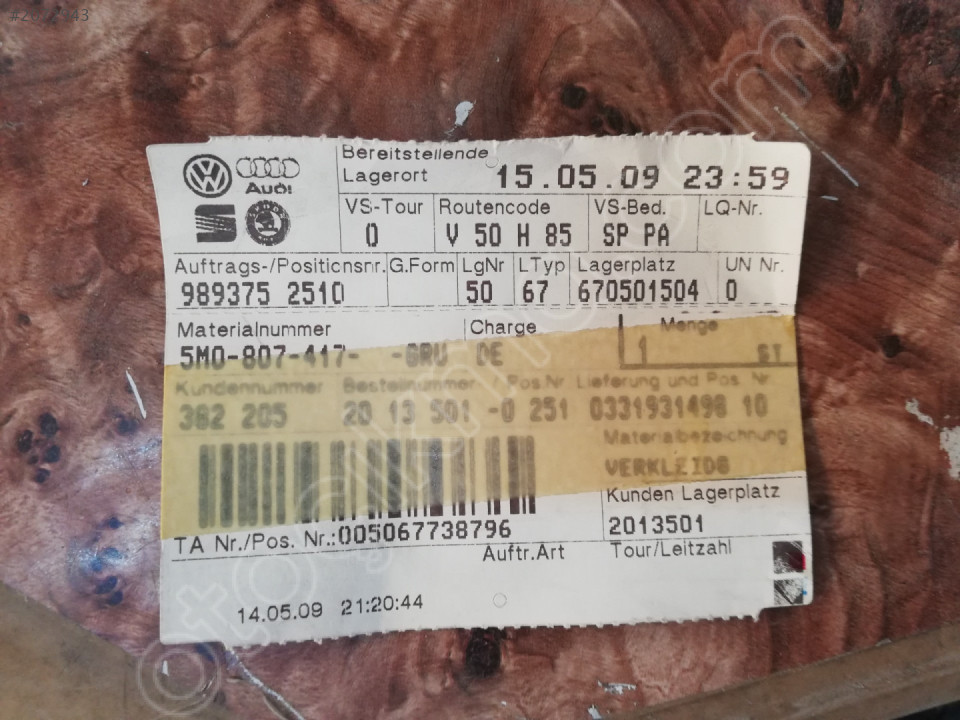 Audi
Bereitstellende
Lagerort
15.05.09 23:59
VS-Tour
Routencode
VS-Bed.
LQ-Nr.
0
V 50 H 85
SP PA
Auftrags-/Positionsnr.
G.Form
LgNr
LTyp
Lagerplatz
UN Nr.
989375 2510
50
67
670501504
0
Materialnummer
Charge
Menge
5M0-807-417- -GRU DE
1 ST
Kundennummer
Bestellnummer / Pos.Nr
Lieferung und Pos. Nr.
382 205
20 13 501 -0 251
0331931498 10
Materialbezeichnung
VERKLEIDG
Kunden Lagerplatz
2013501
TA Nr./Pos. Nr.:005067738796
Auftr.Art
Tour/Leitzahl
14.05.09 21:20:44